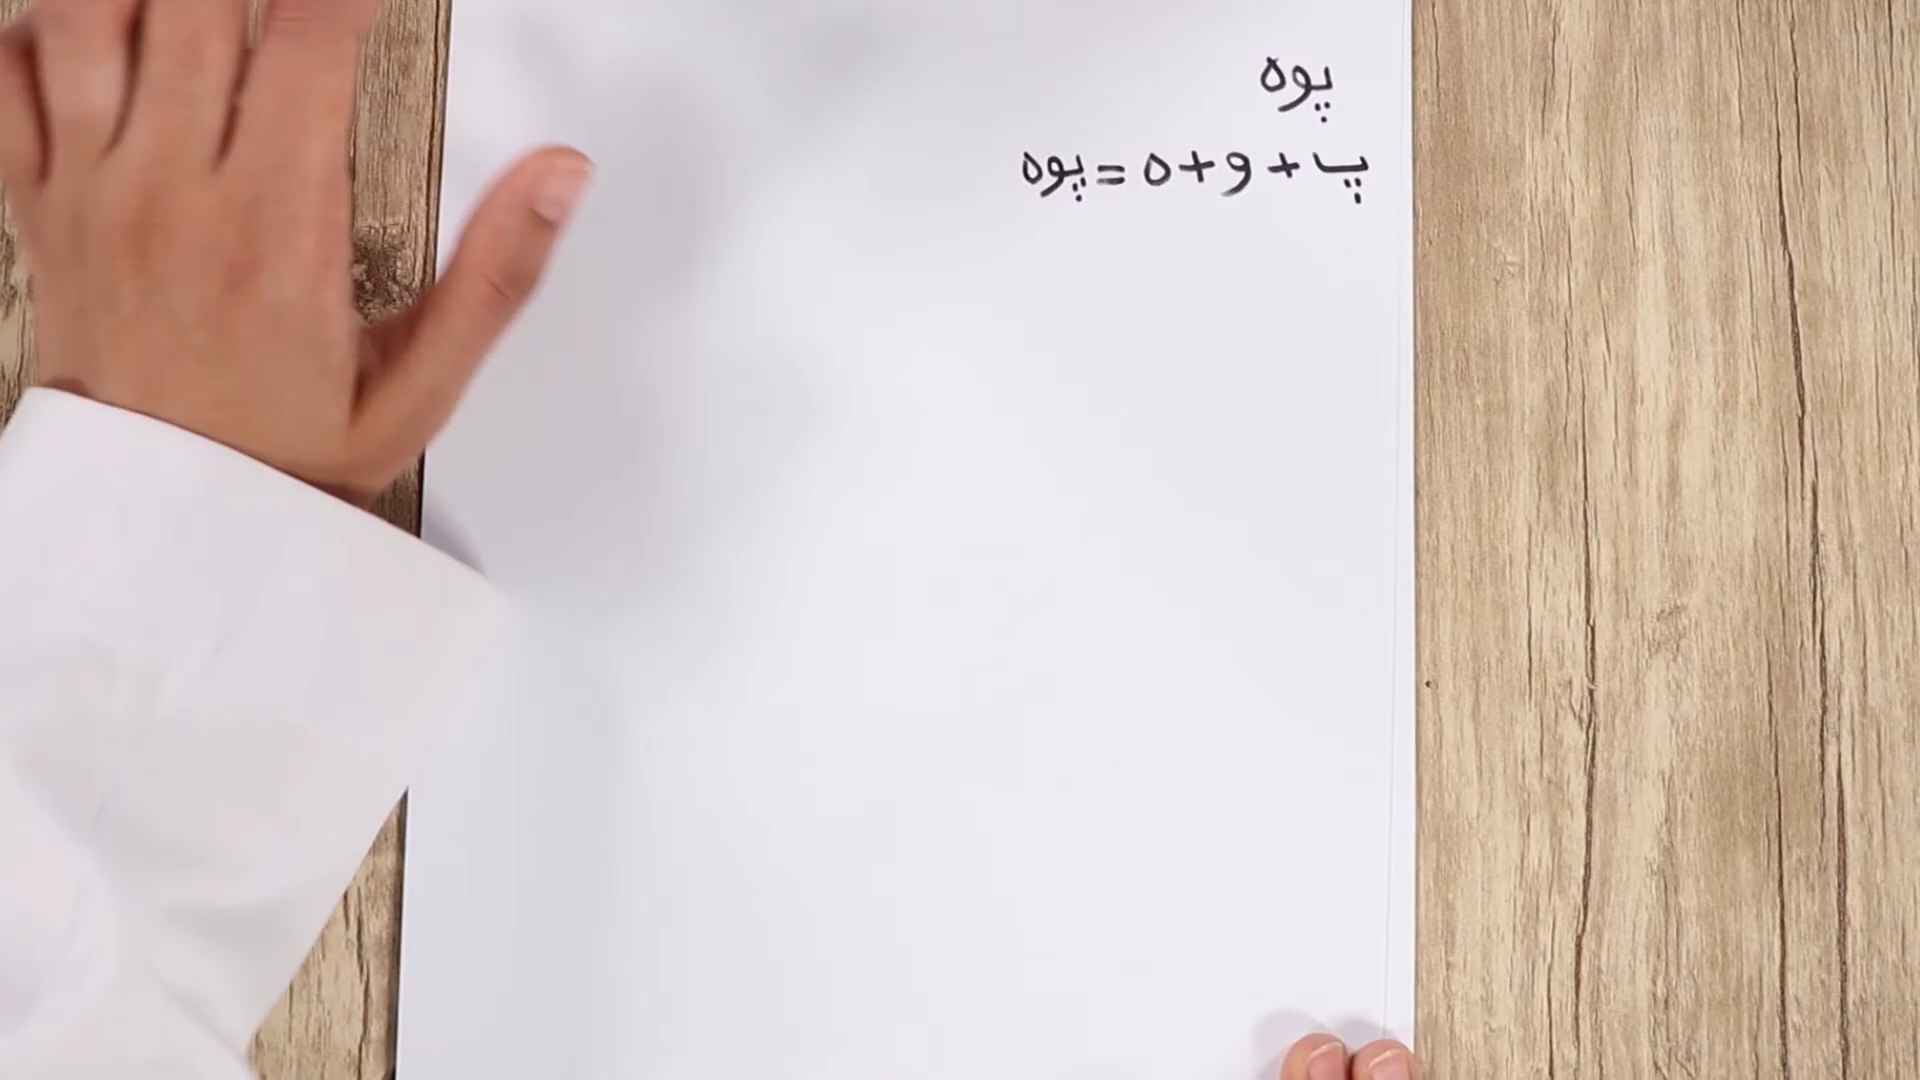 پوه
پ + و + ه = پوه